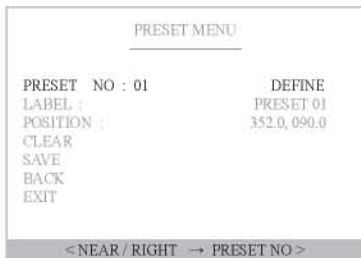 PRESET MENU
PRESET NO : 01 DEFINE
LABEL : PRESET 01
POSITION : 352.0, 090.0
CLEAR
SAVE
BACK
EXIT
< NEAR / RIGHT → PRESET NO >